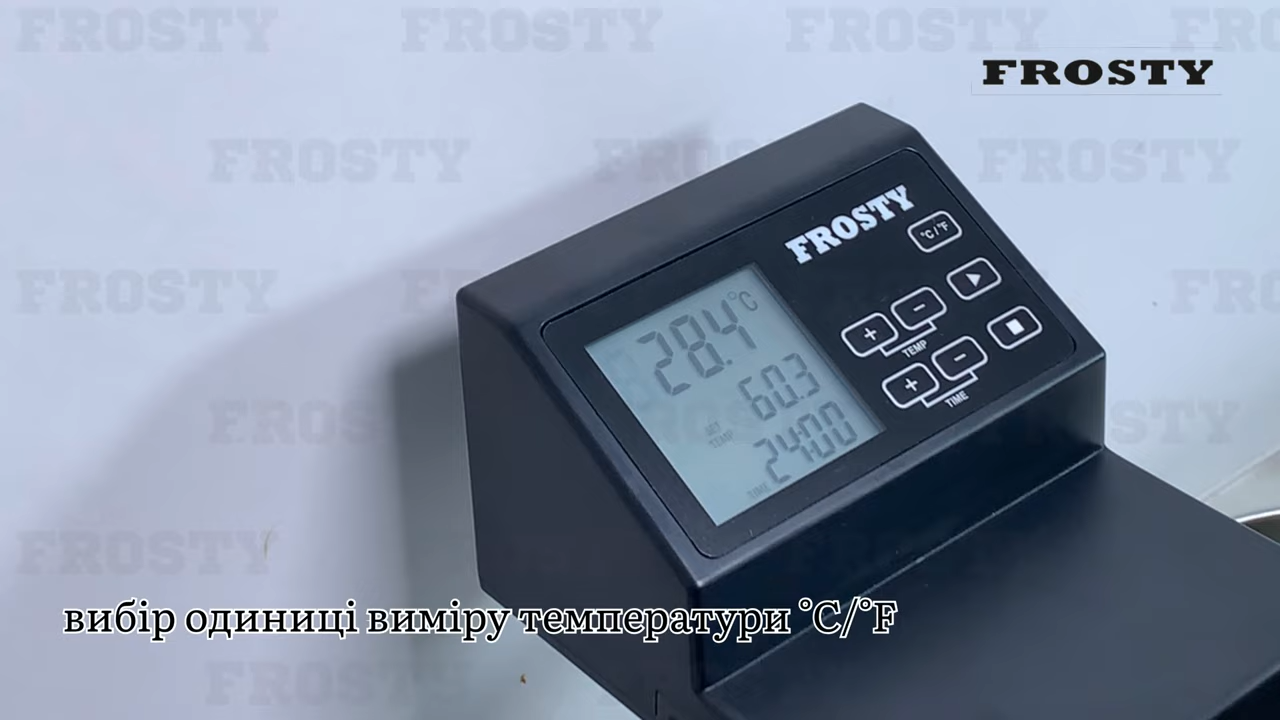 FROSTY
FROSTY
°C/°F
28.4°C
60.3
SET TEMP
24:00
TIME
+ −
TEMP
+ −
TIME
вибір одиниці виміру температури °C/°F